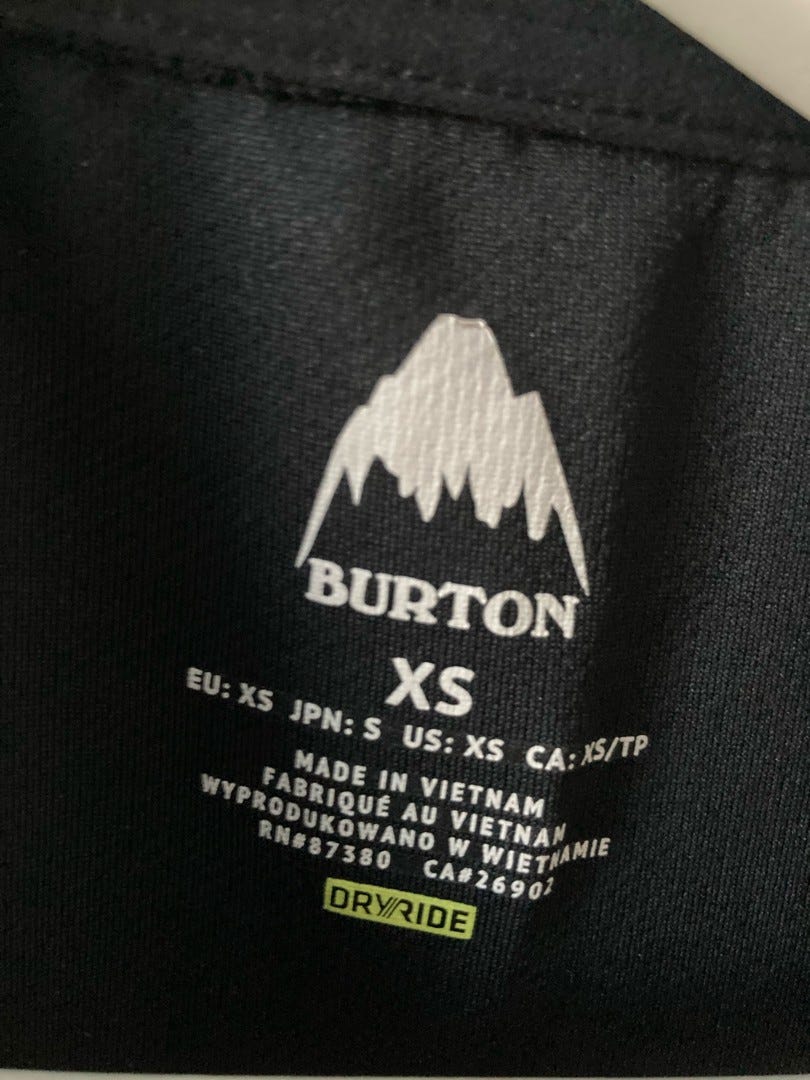 BURTON
XS
EU: XS JPN: S US: XS CA: XS/TP
MADE IN VIETNAM
FABRIQUÉ AU VIETNAM
WYPRODUKOWANO W WIETNAMIE
RN#87380 CA#26902
DRYRIDE